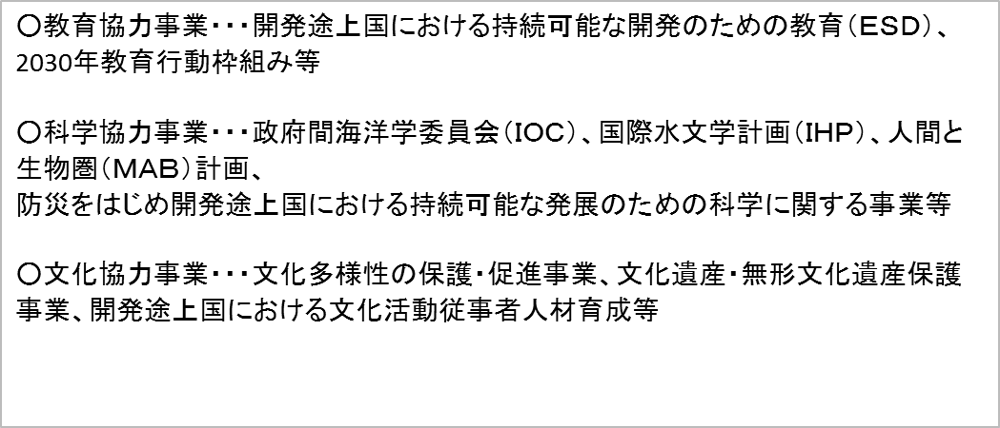 〇教育協力事業・・・開発途上国における持続可能な開発のための教育（ESD）、
2030年教育行動枠組み等
〇科学協力事業・・・政府間海洋学委員会（IOC）、国際水文学計画（IHP）、人間と
生物圏（MAB）計画、
防災をはじめ開発途上国における持続可能な発展のための科学に関する事業等
〇文化協力事業・・・文化多様性の保護・促進事業、文化遺産・無形文化遺産保護
事業、開発途上国における文化活動従事者人材育成等